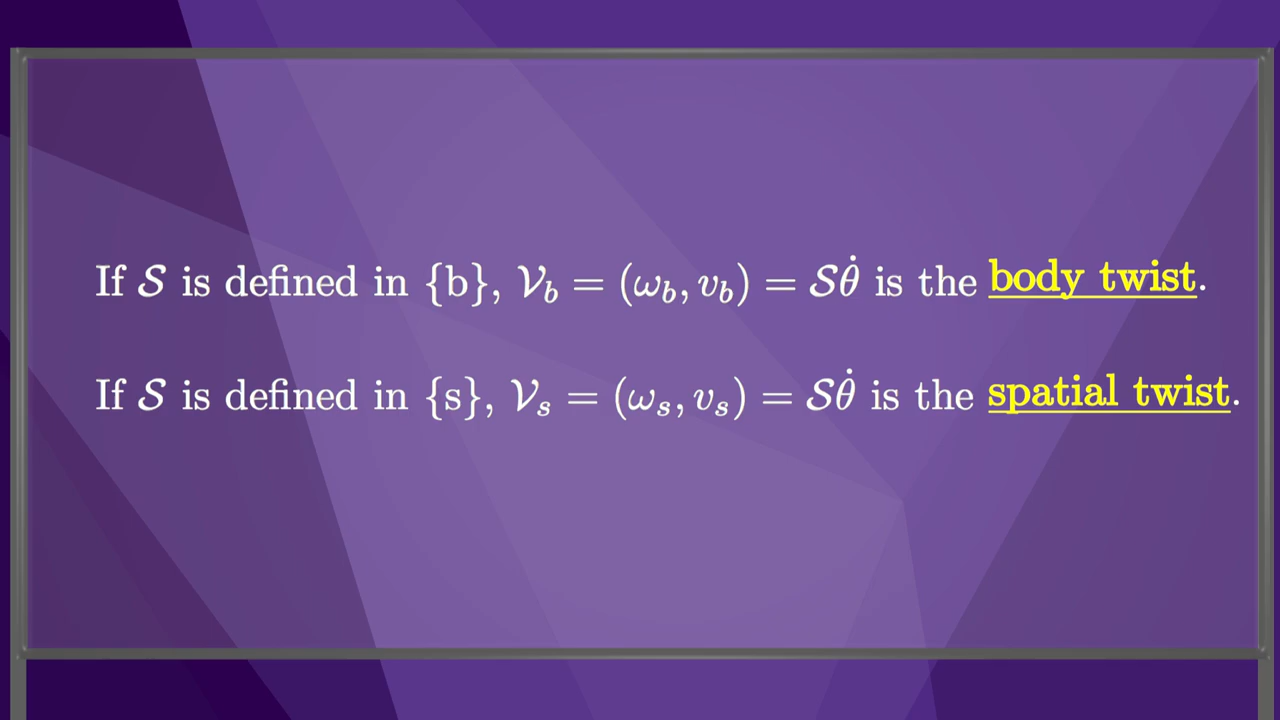 If 𝒮 is defined in {b}, 𝒱_b = (ω_b, v_b) = 𝒮θ̇ is the body twist.
If 𝒮 is defined in {s}, 𝒱_s = (ω_s, v_s) = 𝒮θ̇ is the spatial twist.